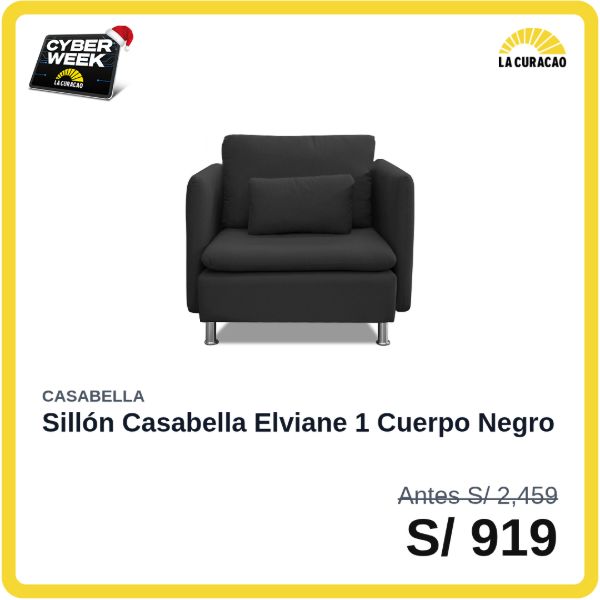 CYBER
WEEK
LA CURACAO
LA CURACAO
CASABELLA
Sillón Casabella Elviane 1 Cuerpo Negro
Antes S/ 2,459
S/ 919